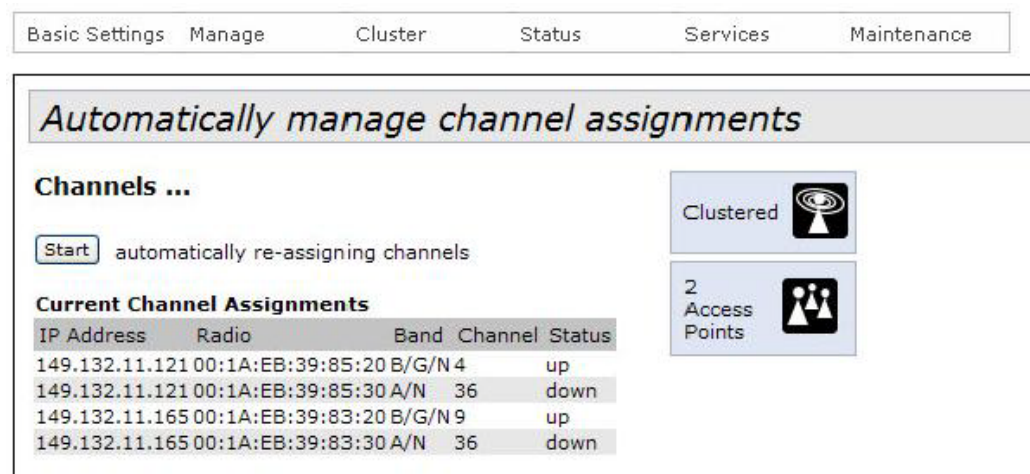 Basic Settings Manage Cluster Status Services Maintenance
Automatically manage channel assignments
Channels ...
Start automatically re-assigning channels
Current Channel Assignments
IP Address Radio Band Channel Status
149.132.11.121 00:1A:EB:39:85:20 B/G/N 4 up
149.132.11.121 00:1A:EB:39:85:30 A/N 36 down
149.132.11.165 00:1A:EB:39:83:20 B/G/N 9 up
149.132.11.165 00:1A:EB:39:83:30 A/N 36 down
Clustered
2
Access
Points